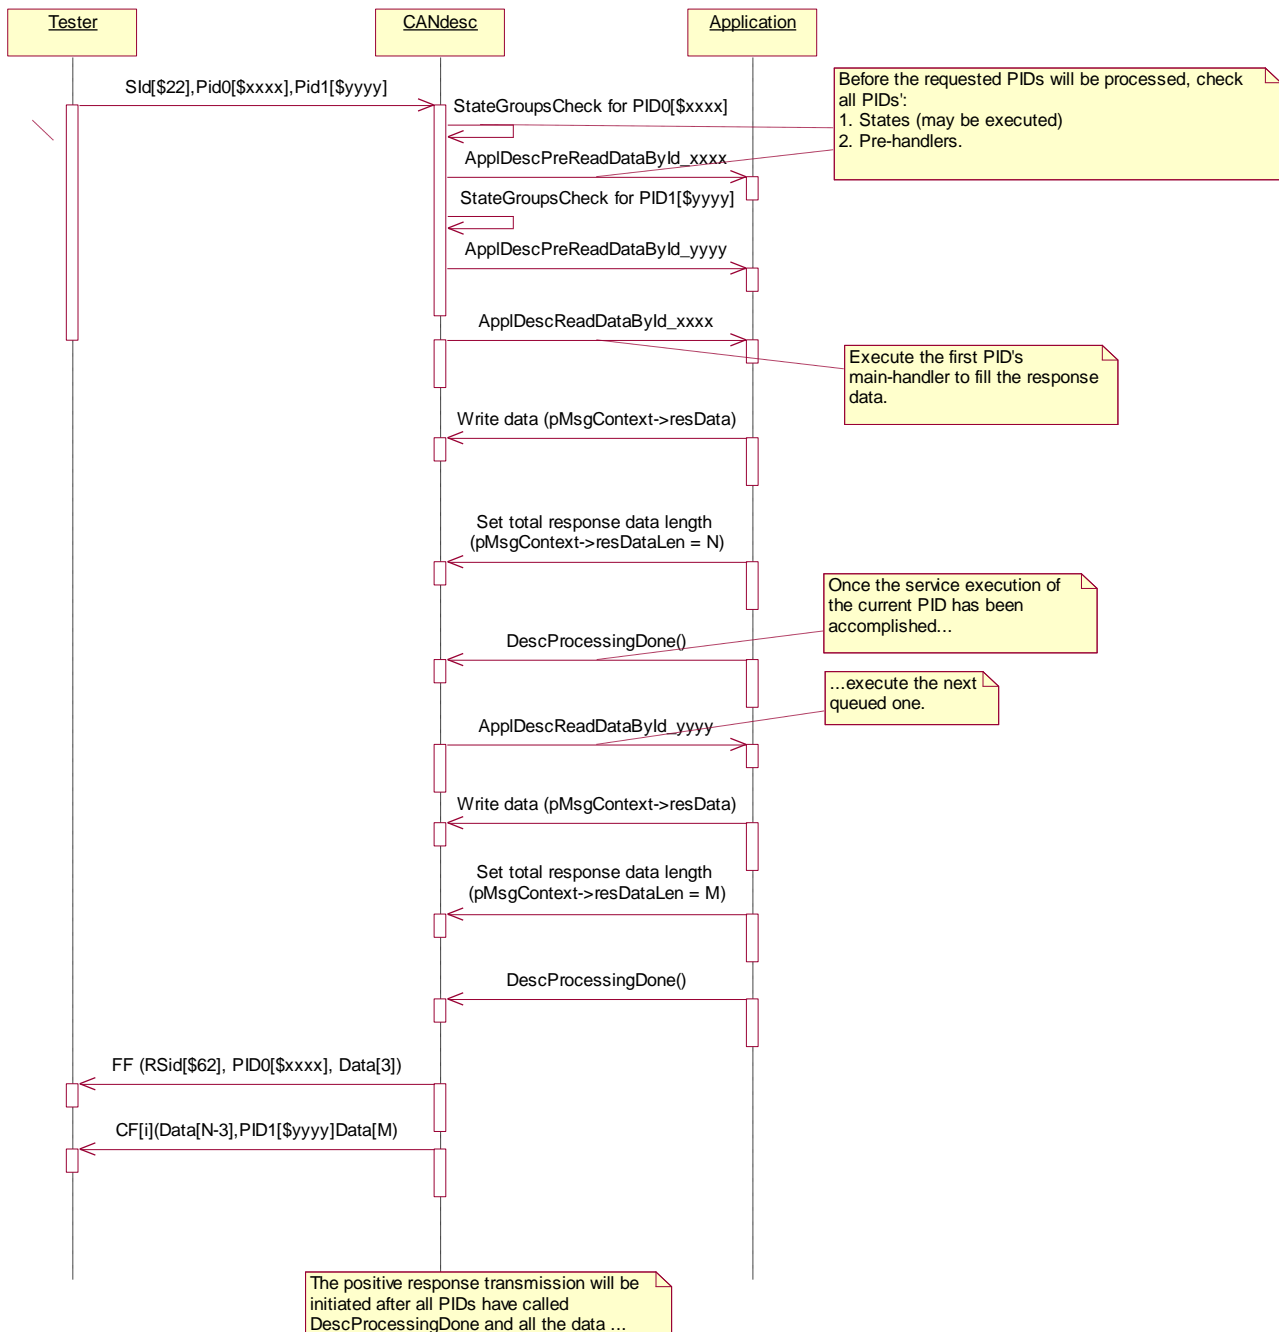 Tester
CANdesc
Application
SId[$22],Pid0[$xxxx],Pid1[$yyyy]
Before the requested PIDs will be processed, check
all PIDs':
1. States (may be executed)
2. Pre-handlers.
StateGroupsCheck for PID0[$xxxx]
ApplDescPreReadDataById_xxxx
StateGroupsCheck for PID1[$yyyy]
ApplDescPreReadDataById_yyyy
ApplDescReadDataById_xxxx
Execute the first PID's
main-handler to fill the response
data.
Write data (pMsgContext->resData)
Set total response data length
(pMsgContext->resDataLen = N)
Once the service execution of
the current PID has been
accomplished...
DescProcessingDone()
...execute the next
queued one.
ApplDescReadDataById_yyyy
Write data (pMsgContext->resData)
Set total response data length
(pMsgContext->resDataLen = M)
DescProcessingDone()
FF (RSid[$62], PID0[$xxxx], Data[3])
CF[i](Data[N-3],PID1[$yyyy]Data[M)
The positive response transmission will be
initiated after all PIDs have called
DescProcessingDone and all the data ...